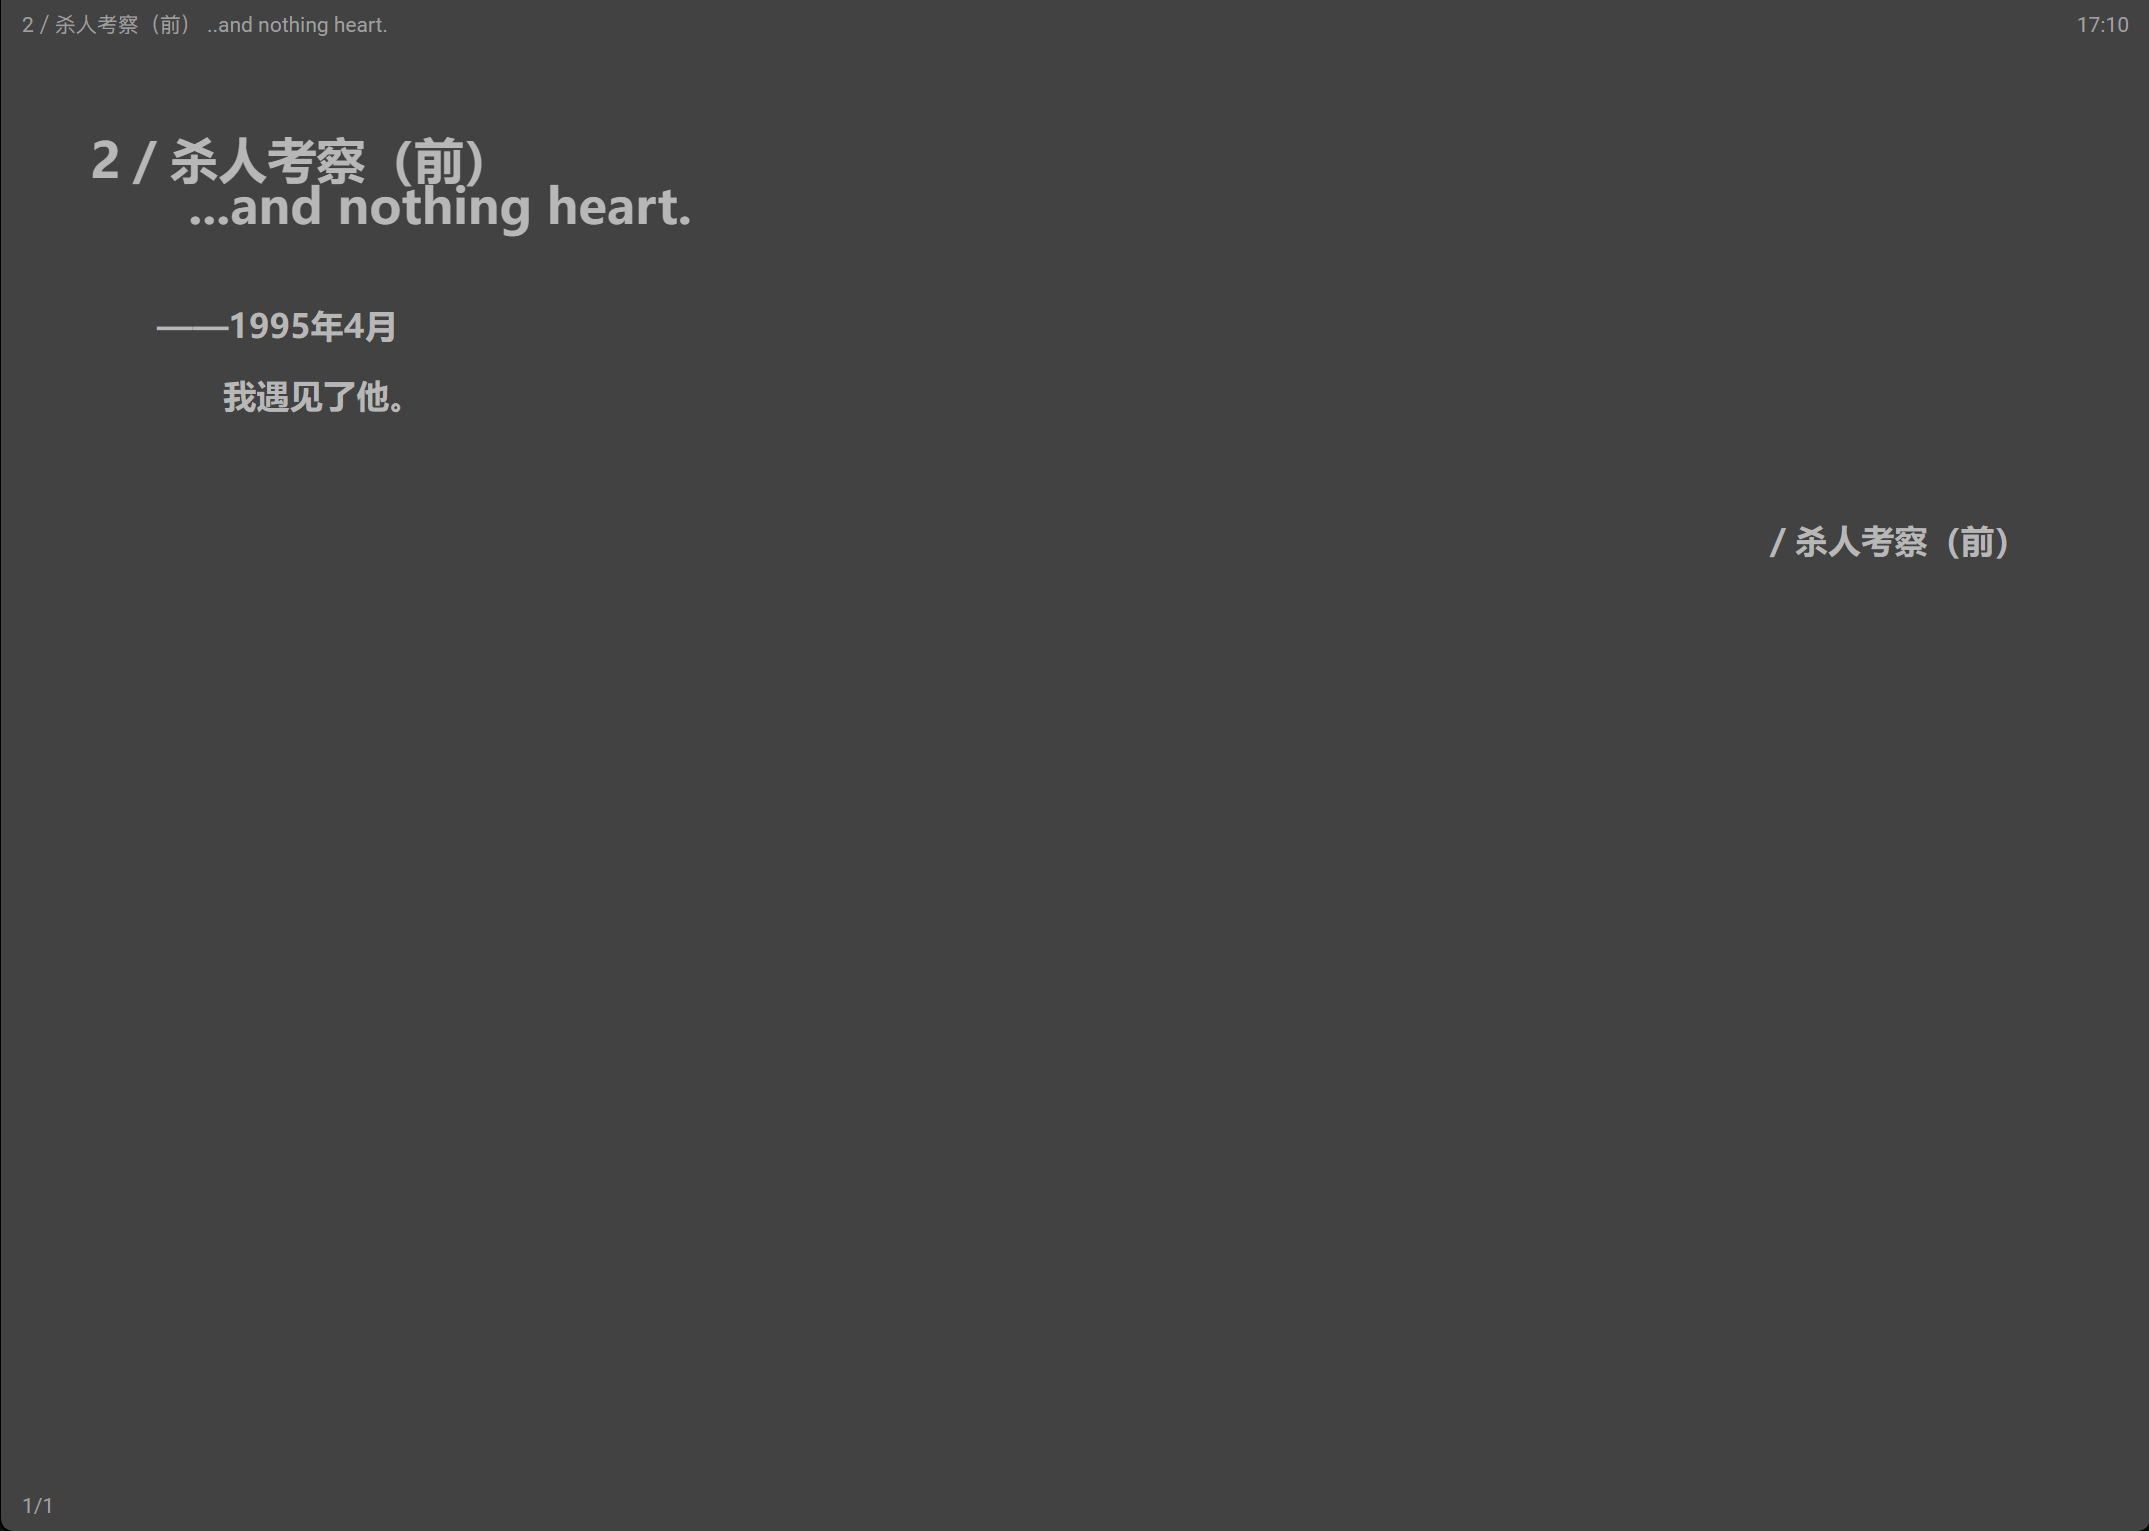 2 / 杀人考察（前） ..and nothing heart.
17:10
2 / 杀人考察（前）
...and nothing heart.
——1995年4月
我遇见了他。
/ 杀人考察（前）
1/1